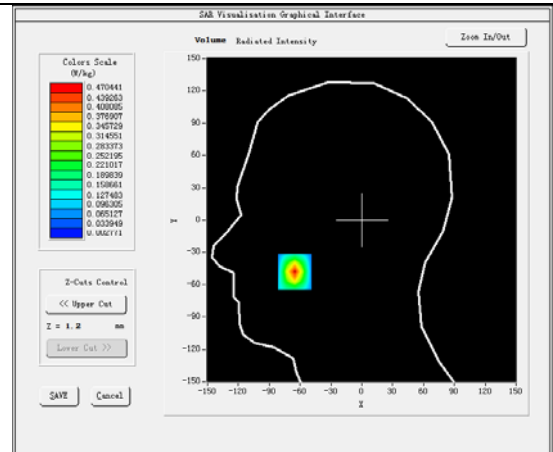 SAR Visualisation Graphical Interface
Volume Radiated Intensity
Zoom In/Out
Colors Scale
(W/kg)
0.470441
0.439263
0.408085
0.376907
0.345729
0.314551
0.283373
0.252195
0.221017
0.189839
0.158661
0.127483
0.096305
0.065127
0.033949
0.002771
Z-Cuts Control
<< Upper Cut
Z = 1.2 mm
Lower Cut >>
SAVE
Cancel
150
120
90
60
30
0
-30
-60
-90
-120
-150
Y
-150 -120 -90 -60 -30 0 30 60 90 120 150
X